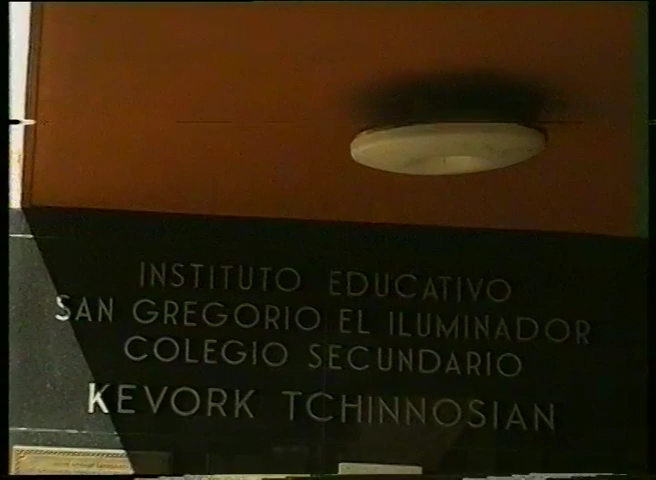 INSTITUTO EDUCATIVO
SAN GREGORIO EL ILUMINADOR
COLEGIO SECUNDARIO
KEVORK TCHINNOSIAN